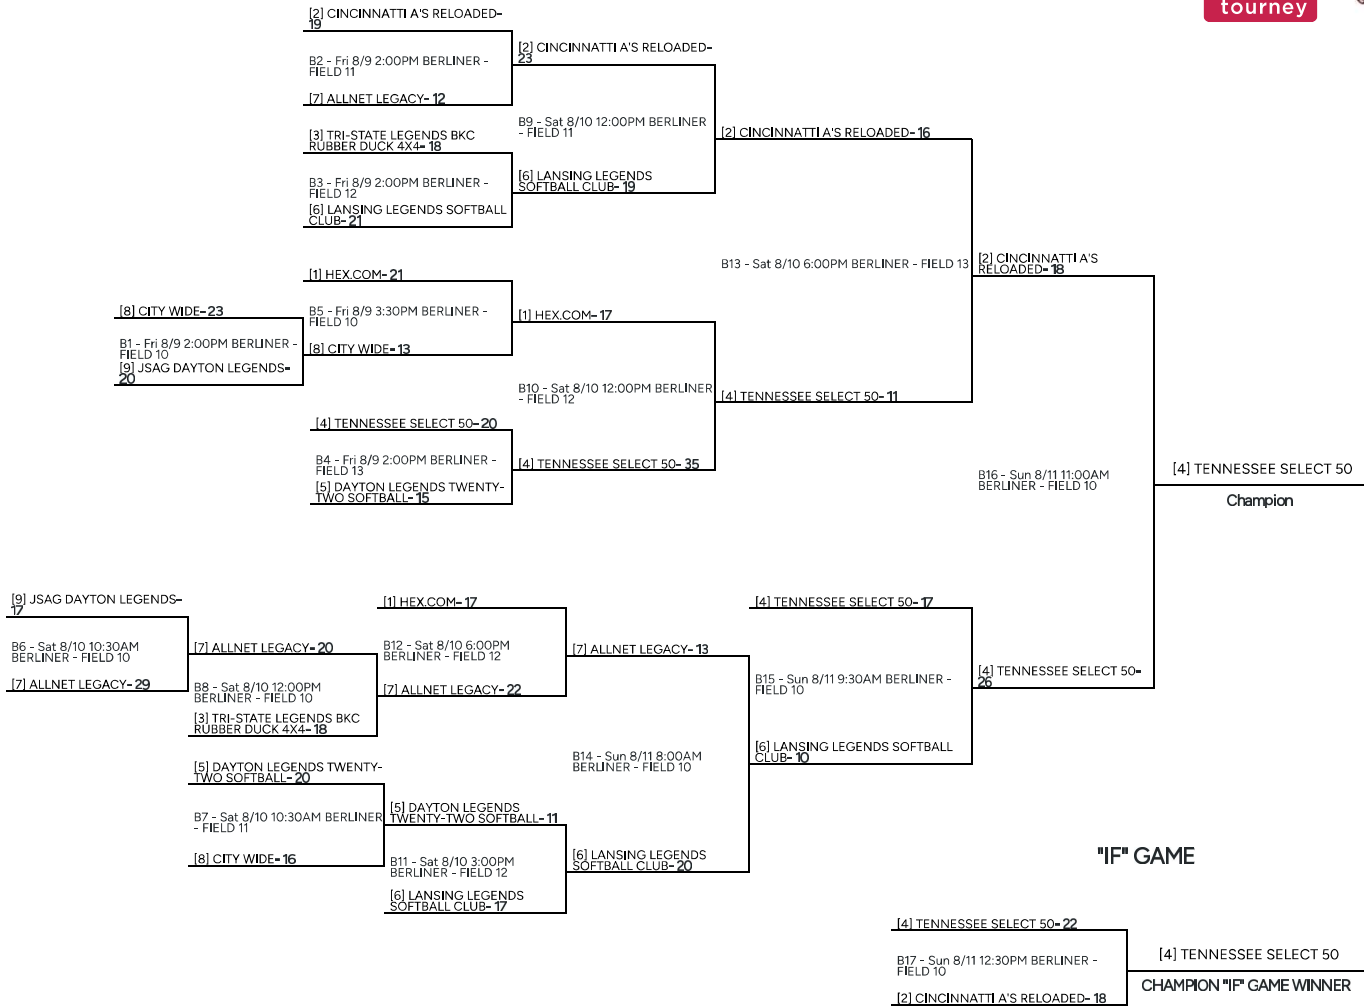 tourney
[2] CINCINNATTI A'S RELOADED-
19
B2 - Fri 8/9 2:00PM BERLINER -
FIELD 11
[7] ALLNET LEGACY- 12
[2] CINCINNATTI A'S RELOADED-
23
[3] TRI-STATE LEGENDS BKC
RUBBER DUCK 4X4- 18
B3 - Fri 8/9 2:00PM BERLINER -
FIELD 12
[6] LANSING LEGENDS SOFTBALL
CLUB- 21
B9 - Sat 8/10 12:00PM BERLINER
- FIELD 11
[6] LANSING LEGENDS
SOFTBALL CLUB- 19
[2] CINCINNATTI A'S RELOADED- 16
B13 - Sat 8/10 6:00PM BERLINER - FIELD 13
[2] CINCINNATTI A'S
RELOADED- 18
[1] HEX.COM- 21
[8] CITY WIDE- 23
B5 - Fri 8/9 3:30PM BERLINER -
FIELD 10
[1] HEX.COM- 17
B1 - Fri 8/9 2:00PM BERLINER -
FIELD 10
[8] CITY WIDE- 13
[9] JSAG DAYTON LEGENDS-
20
B10 - Sat 8/10 12:00PM BERLINER
- FIELD 12
[4] TENNESSEE SELECT 50- 11
[4] TENNESSEE SELECT 50- 20
B4 - Fri 8/9 2:00PM BERLINER -
FIELD 13
[4] TENNESSEE SELECT 50- 35
[5] DAYTON LEGENDS TWENTY-
TWO SOFTBALL- 15
B16 - Sun 8/11 11:00AM
BERLINER - FIELD 10
[4] TENNESSEE SELECT 50
Champion
[9] JSAG DAYTON LEGENDS-
17
[1] HEX.COM- 17
[4] TENNESSEE SELECT 50- 17
B6 - Sat 8/10 10:30AM
BERLINER - FIELD 10
[7] ALLNET LEGACY- 20
B12 - Sat 8/10 6:00PM
BERLINER - FIELD 12
[7] ALLNET LEGACY- 13
[7] ALLNET LEGACY- 29
B8 - Sat 8/10 12:00PM
BERLINER - FIELD 10
[7] ALLNET LEGACY- 22
B15 - Sun 8/11 9:30AM BERLINER -
FIELD 10
[4] TENNESSEE SELECT 50-
26
[3] TRI-STATE LEGENDS BKC
RUBBER DUCK 4X4- 18
B14 - Sun 8/11 8:00AM
BERLINER - FIELD 10
[6] LANSING LEGENDS SOFTBALL
CLUB- 10
[5] DAYTON LEGENDS TWENTY-
TWO SOFTBALL- 20
B7 - Sat 8/10 10:30AM BERLINER
- FIELD 11
[5] DAYTON LEGENDS
TWENTY-TWO SOFTBALL- 11
[8] CITY WIDE- 16
B11 - Sat 8/10 3:00PM
BERLINER - FIELD 12
[6] LANSING LEGENDS
SOFTBALL CLUB- 20
[6] LANSING LEGENDS
SOFTBALL CLUB- 17
"IF" GAME
[4] TENNESSEE SELECT 50- 22
B17 - Sun 8/11 12:30PM BERLINER -
FIELD 10
[4] TENNESSEE SELECT 50
CHAMPION "IF" GAME WINNER
[2] CINCINNATTI A'S RELOADED- 18